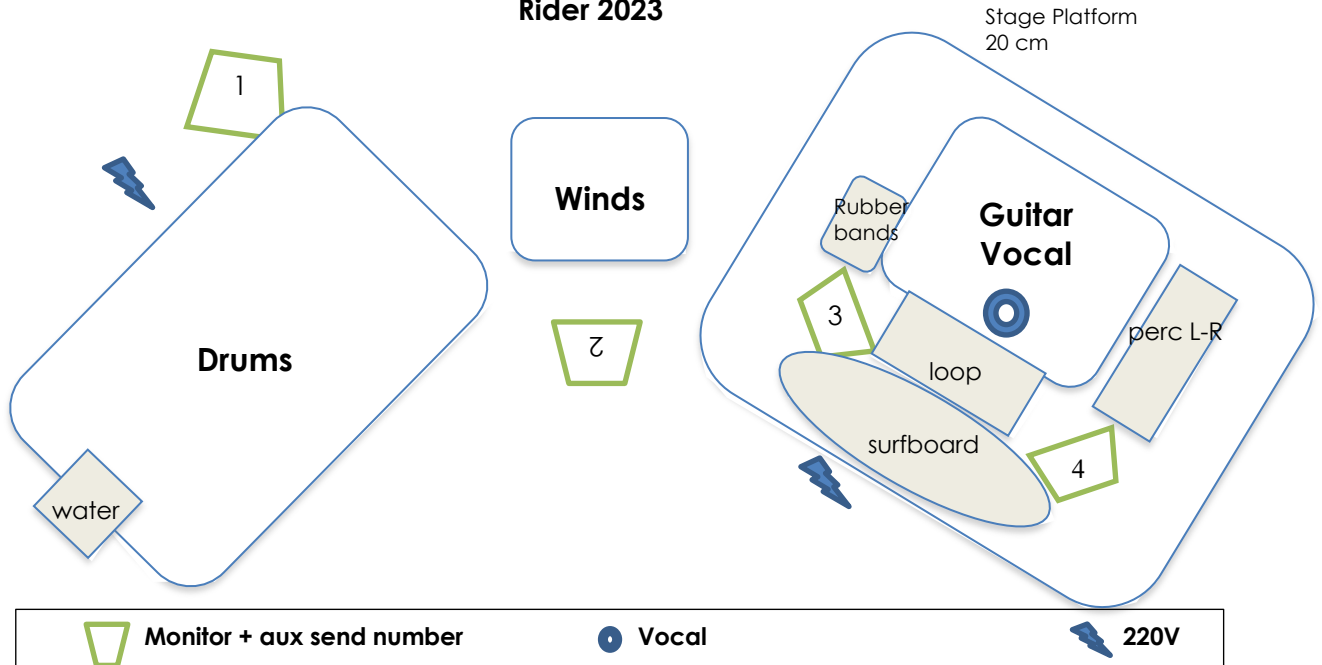 Rider 2023
Stage Platform
20 cm
1
Winds
Rubber
bands
Guitar
Vocal
2
3
perc L-R
Drums
loop
surfboard
4
water
Monitor + aux send number
Vocal
220V